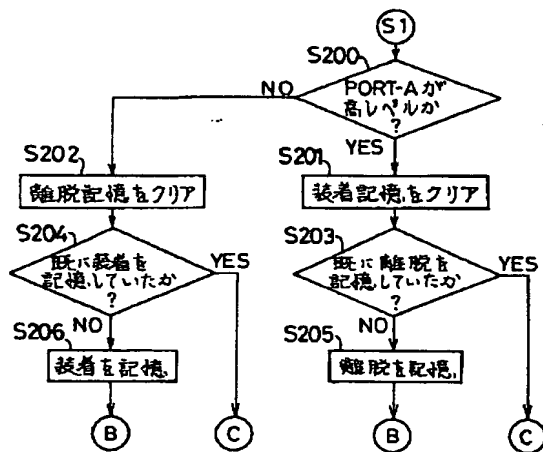 S1
S200
PORT-Aが
高レベルか
?
NO
YES
S202
離脱記憶をクリア
S201
装着記憶をクリア
S204
既に装着を
記憶していたか
?
YES
NO
S203
既に離脱を
記憶していたか
?
YES
NO
S206
装着を記憶
S205
離脱を記憶
B
C
B
C